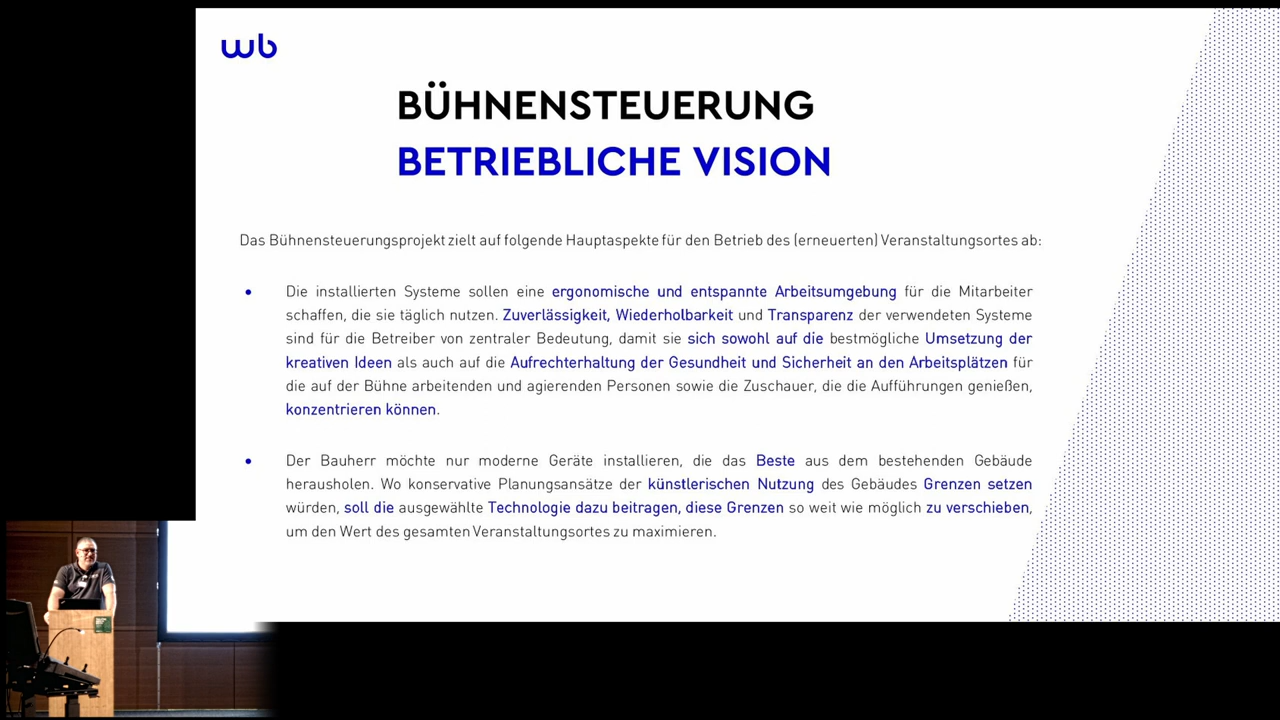 wb
BÜHNENSTEUERUNG
BETRIEBLICHE VISION
Das Bühnensteuerungsprojekt zielt auf folgende Hauptaspekte für den Betrieb des (erneuerten) Veranstaltungsortes ab:
• Die installierten Systeme sollen eine ergonomische und entspannte Arbeitsumgebung für die Mitarbeiter
schaffen, die sie täglich nutzen. Zuverlässigkeit, Wiederholbarkeit und Transparenz der verwendeten Systeme
sind für die Betreiber von zentraler Bedeutung, damit sie sich sowohl auf die bestmögliche Umsetzung der
kreativen Ideen als auch auf die Aufrechterhaltung der Gesundheit und Sicherheit an den Arbeitsplätzen für
die auf der Bühne arbeitenden und agierenden Personen sowie die Zuschauer, die die Aufführungen genießen,
konzentrieren können.
• Der Bauherr möchte nur moderne Geräte installieren, die das Beste aus dem bestehenden Gebäude
herausholen. Wo konservative Planungsansätze der künstlerischen Nutzung des Gebäudes Grenzen setzen
würden, soll die ausgewählte Technologie dazu beitragen, diese Grenzen so weit wie möglich zu verschieben,
um den Wert des gesamten Veranstaltungsortes zu maximieren.